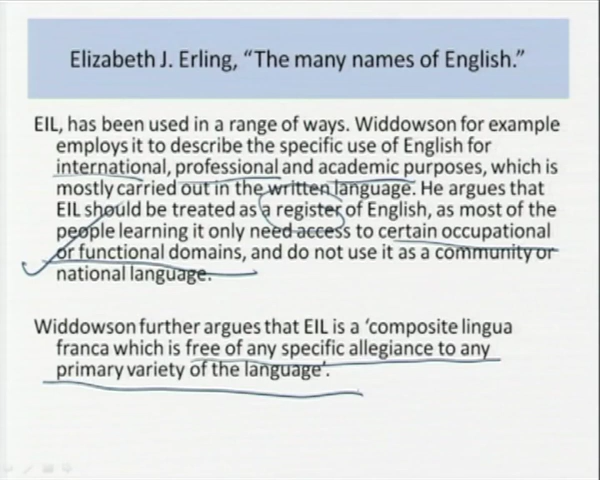 Elizabeth J. Erling, “The many names of English.”
EIL, has been used in a range of ways. Widdowson for example
employs it to describe the specific use of English for
international, professional and academic purposes, which is
mostly carried out in the written language. He argues that
EIL should be treated as a register of English, as most of the
people learning it only need access to certain occupational
or functional domains, and do not use it as a community or
national language.
Widdowson further argues that EIL is a ‘composite lingua
franca which is free of any specific allegiance to any
primary variety of the language’.